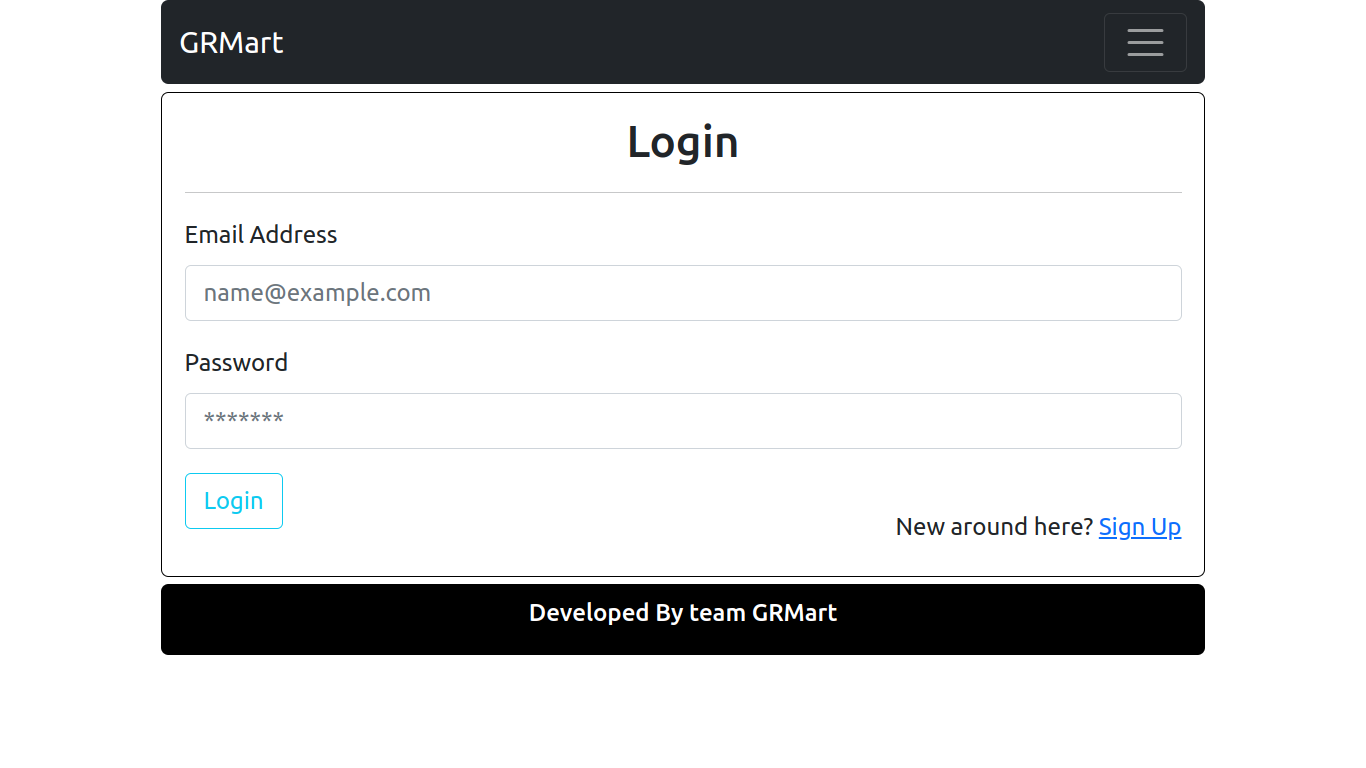 GRMart
Login
Email Address
name@example.com
Password
*******
Login
New around here? Sign Up
Developed By team GRMart